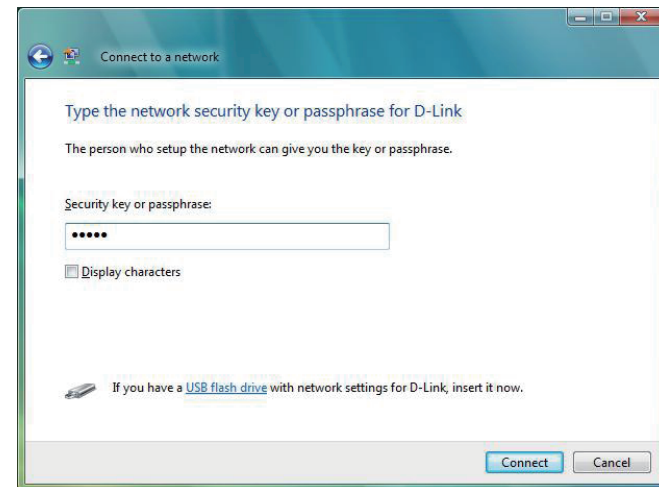 Connect to a network
Type the network security key or passphrase for D-Link
The person who setup the network can give you the key or passphrase.
Security key or passphrase:
•••••
Display characters
If you have a USB flash drive with network settings for D-Link, insert it now.
Connect Cancel